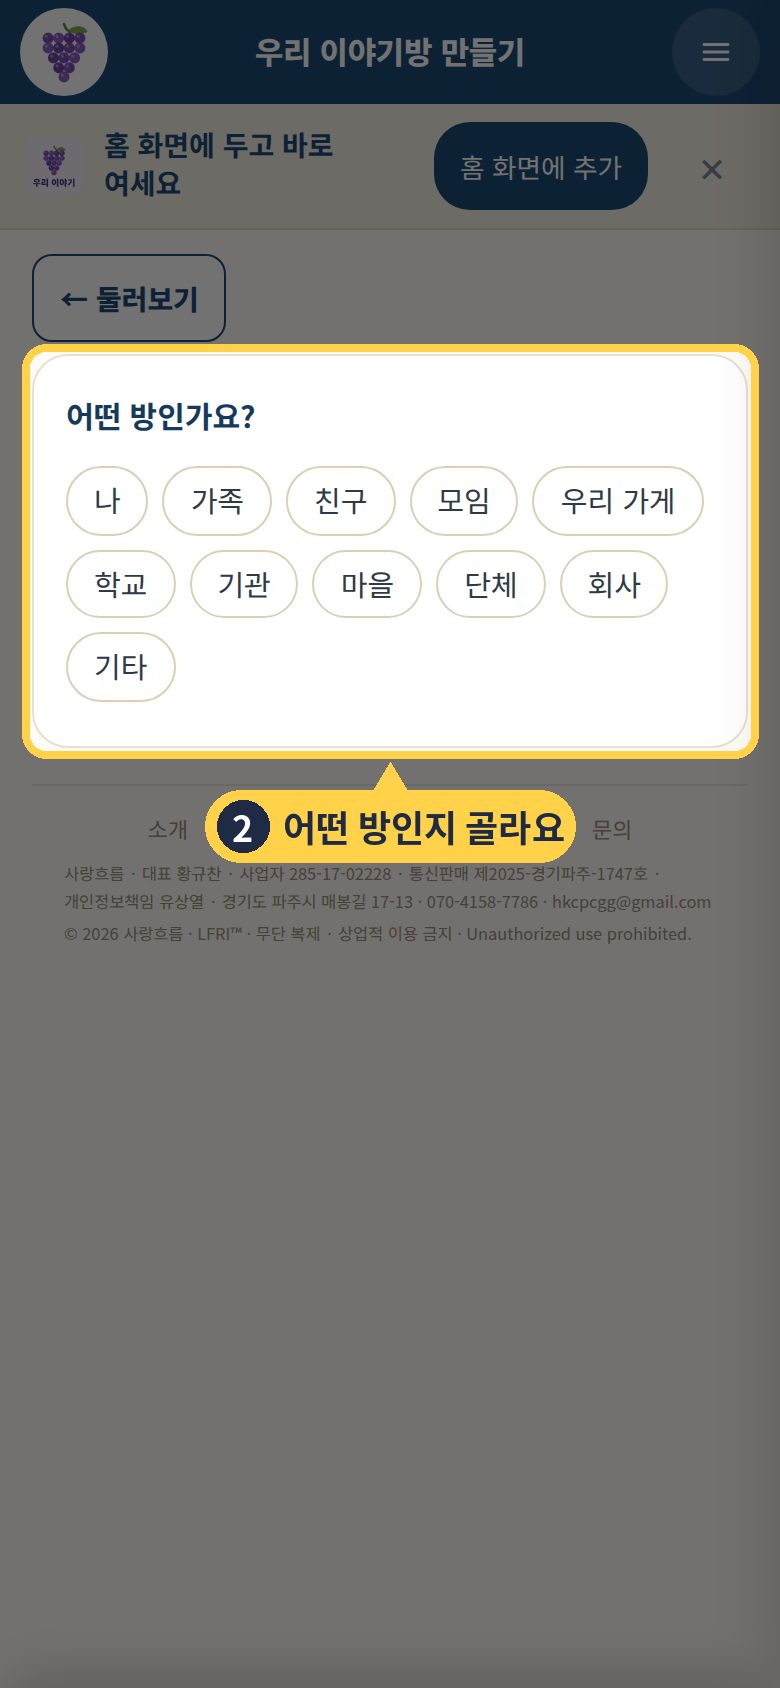 우리 이야기방 만들기
우리 이야기
홈 화면에 두고 바로
여세요
홈 화면에 추가
✕
← 둘러보기
어떤 방인가요?
나 가족 친구 모임 우리 가게
학교 기관 마을 단체 회사
기타
2 어떤 방인지 골라요
소개 문의
사랑흐름 · 대표 황규찬 · 사업자 285-17-02228 · 통신판매 제2025-경기파주-1747호 ·
개인정보책임 유상열 · 경기도 파주시 매봉길 17-13 · 070-4158-7786 · hkcpcgg@gmail.com
© 2026 사랑흐름 · LFRI™ · 무단 복제 · 상업적 이용 금지 · Unauthorized use prohibited.